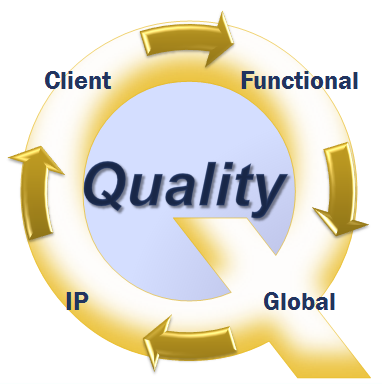 Client
Functional
Quality
IP
Global